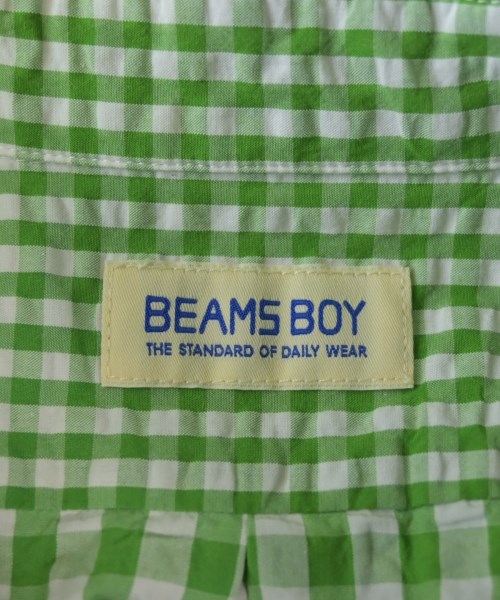 BEAMS BOY
THE STANDARD OF DAILY WEAR